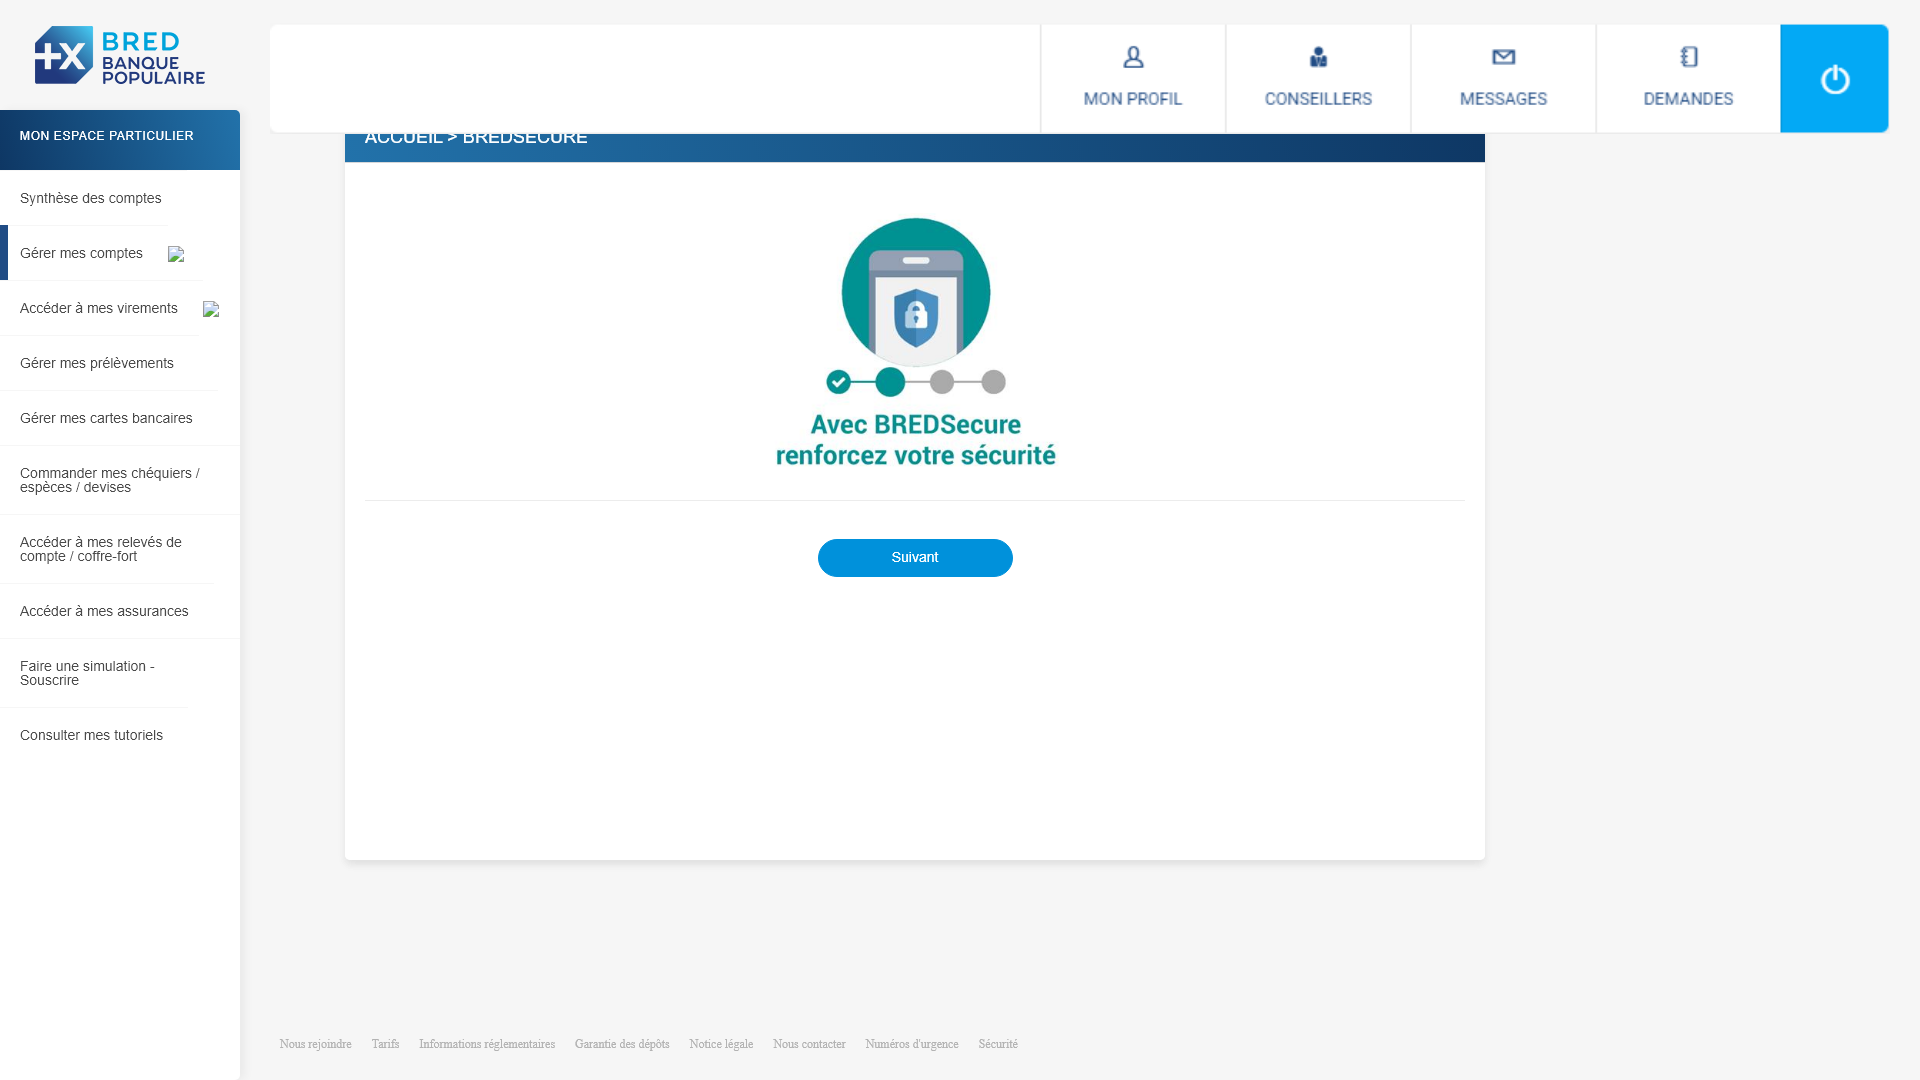 BRED
BANQUE
POPULAIRE
MON PROFIL
CONSEILLERS
MESSAGES
DEMANDES
MON ESPACE PARTICULIER
ACCUEIL > BREDSECURE
Synthèse des comptes
Gérer mes comptes
Accéder à mes virements
Gérer mes prélèvements
Gérer mes cartes bancaires
Commander mes chéquiers /
espèces / devises
Accéder à mes relevés de
compte / coffre-fort
Accéder à mes assurances
Faire une simulation -
Souscrire
Consulter mes tutoriels
Avec BREDSecure
renforcez votre sécurité
Suivant
Nous rejoindre Tarifs Informations réglementaires Garantie des dépôts Notice légale Nous contacter Numéros d'urgence Sécurité